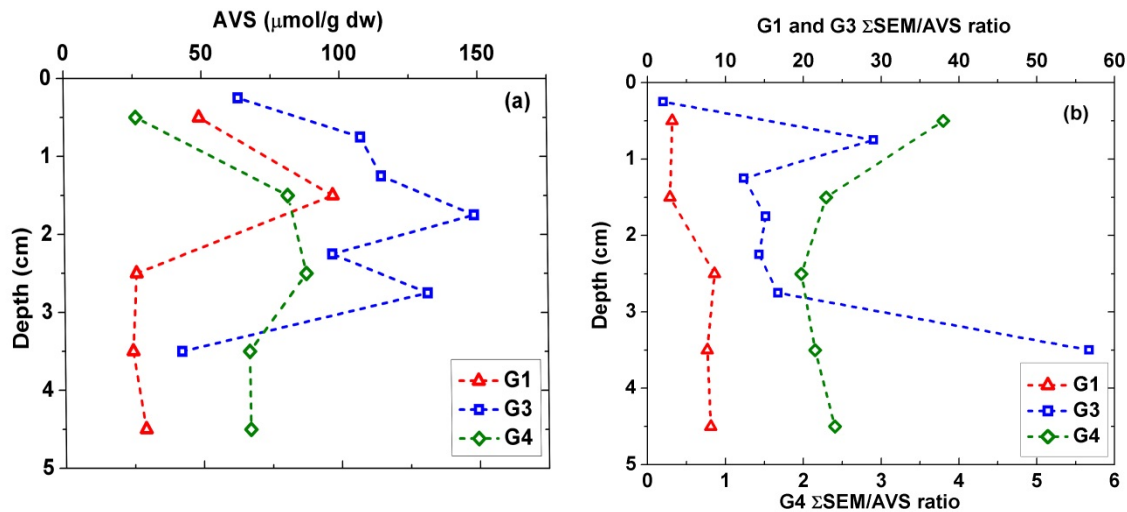 AVS (μmol/g dw)
0 50 100 150
(a)
Depth (cm)
0
1
2
3
4
5
G1
G3
G4
G1 and G3 ΣSEM/AVS ratio
0 10 20 30 40 50 60
(b)
Depth (cm)
0
1
2
3
4
5
G1
G3
G4
0 1 2 3 4 5 6
G4 ΣSEM/AVS ratio